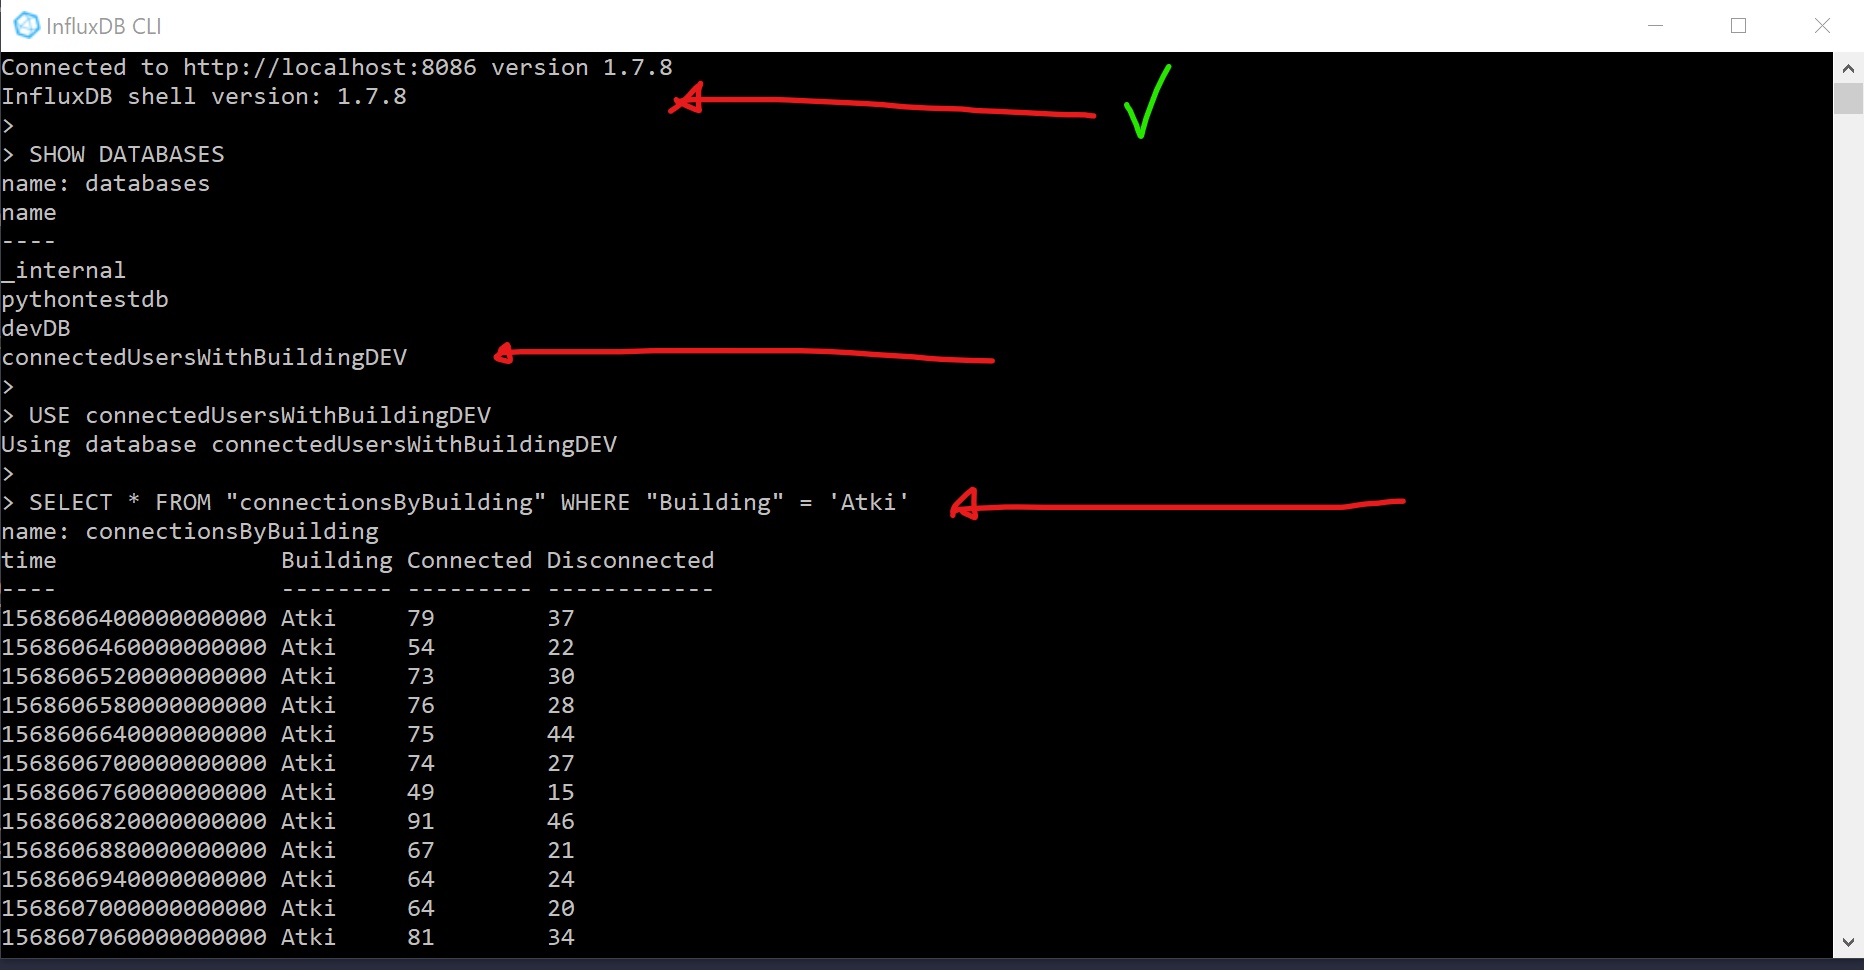 InfluxDB CLI
Connected to http://localhost:8086 version 1.7.8
InfluxDB shell version: 1.7.8
>
> SHOW DATABASES
name: databases
name
----
_internal
pythontestdb
devDB
connectedUsersWithBuildingDEV
>
> USE connectedUsersWithBuildingDEV
Using database connectedUsersWithBuildingDEV
>
> SELECT * FROM "connectionsByBuilding" WHERE "Building" = 'Atki'
name: connectionsByBuilding
time                Building Connected Disconnected
----                -------- --------- ------------
1568606400000000000 Atki     79        37
1568606460000000000 Atki     54        22
1568606520000000000 Atki     73        30
1568606580000000000 Atki     76        28
1568606640000000000 Atki     75        44
1568606700000000000 Atki     74        27
1568606760000000000 Atki     49        15
1568606820000000000 Atki     91        46
1568606880000000000 Atki     67        21
1568606940000000000 Atki     64        24
1568607000000000000 Atki     64        20
1568607060000000000 Atki     81        34